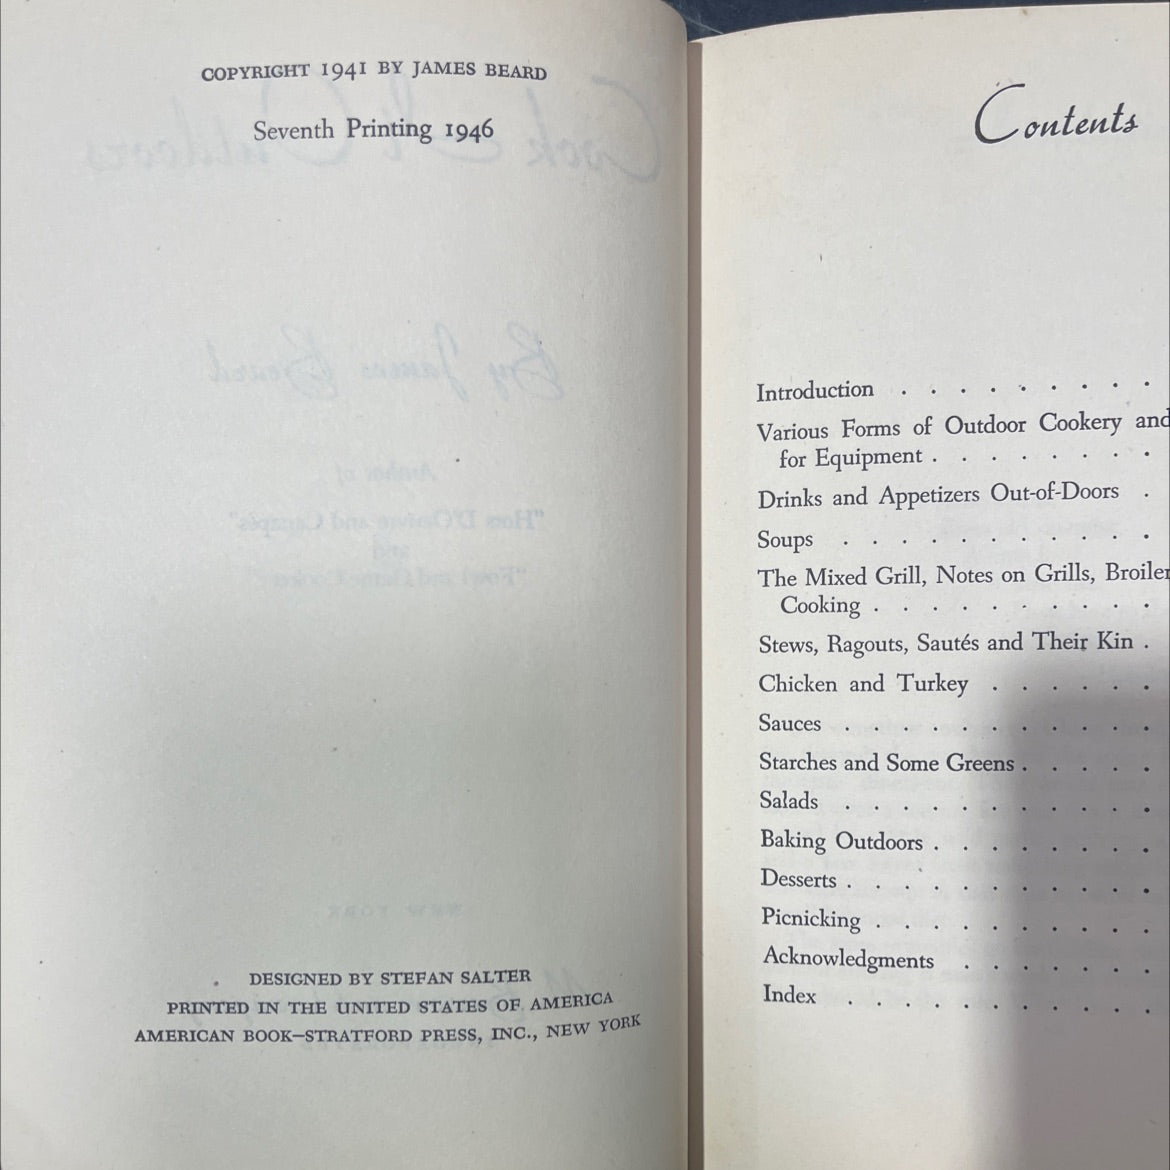 COPYRIGHT 1941 BY JAMES BEARD
Seventh Printing 1946
DESIGNED BY STEFAN SALTER
PRINTED IN THE UNITED STATES OF AMERICA
AMERICAN BOOK—STRATFORD PRESS, INC., NEW YORK
Contents
Introduction . . . . . . . . .
Various Forms of Outdoor Cookery and
for Equipment . . . . . . . .
Drinks and Appetizers Out-of-Doors .
Soups . . . . . . . . . . .
The Mixed Grill, Notes on Grills, Broiler
Cooking . . . . . . . . . .
Stews, Ragouts, Sautés and Their Kin .
Chicken and Turkey . . . . . .
Sauces . . . . . . . . . . .
Starches and Some Greens . . . . .
Salads . . . . . . . . . . .
Baking Outdoors . . . . . . . .
Desserts . . . . . . . . . . .
Picnicking . . . . . . . . . .
Acknowledgments . . . . . . .
Index . . . . . . . . . . .